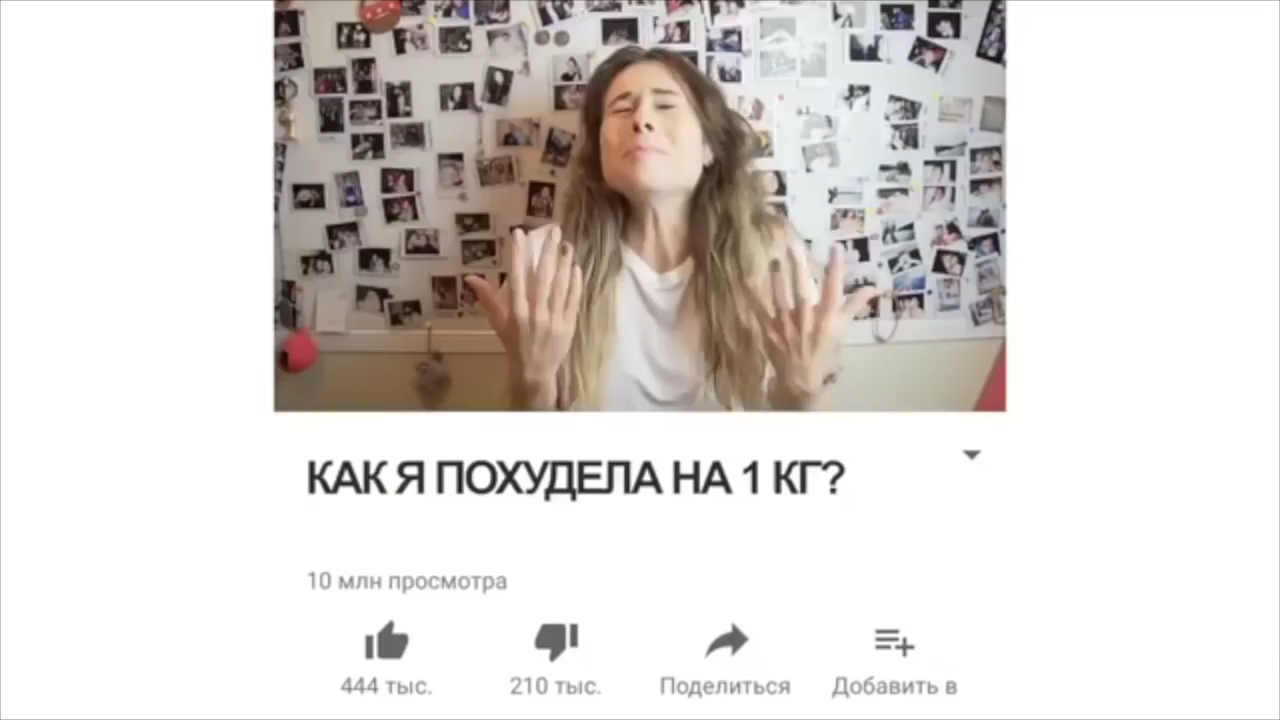 КАК Я ПОХУДЕЛА НА 1 КГ?
10 млн просмотра
444 тыс.
210 тыс.
Поделиться
Добавить в